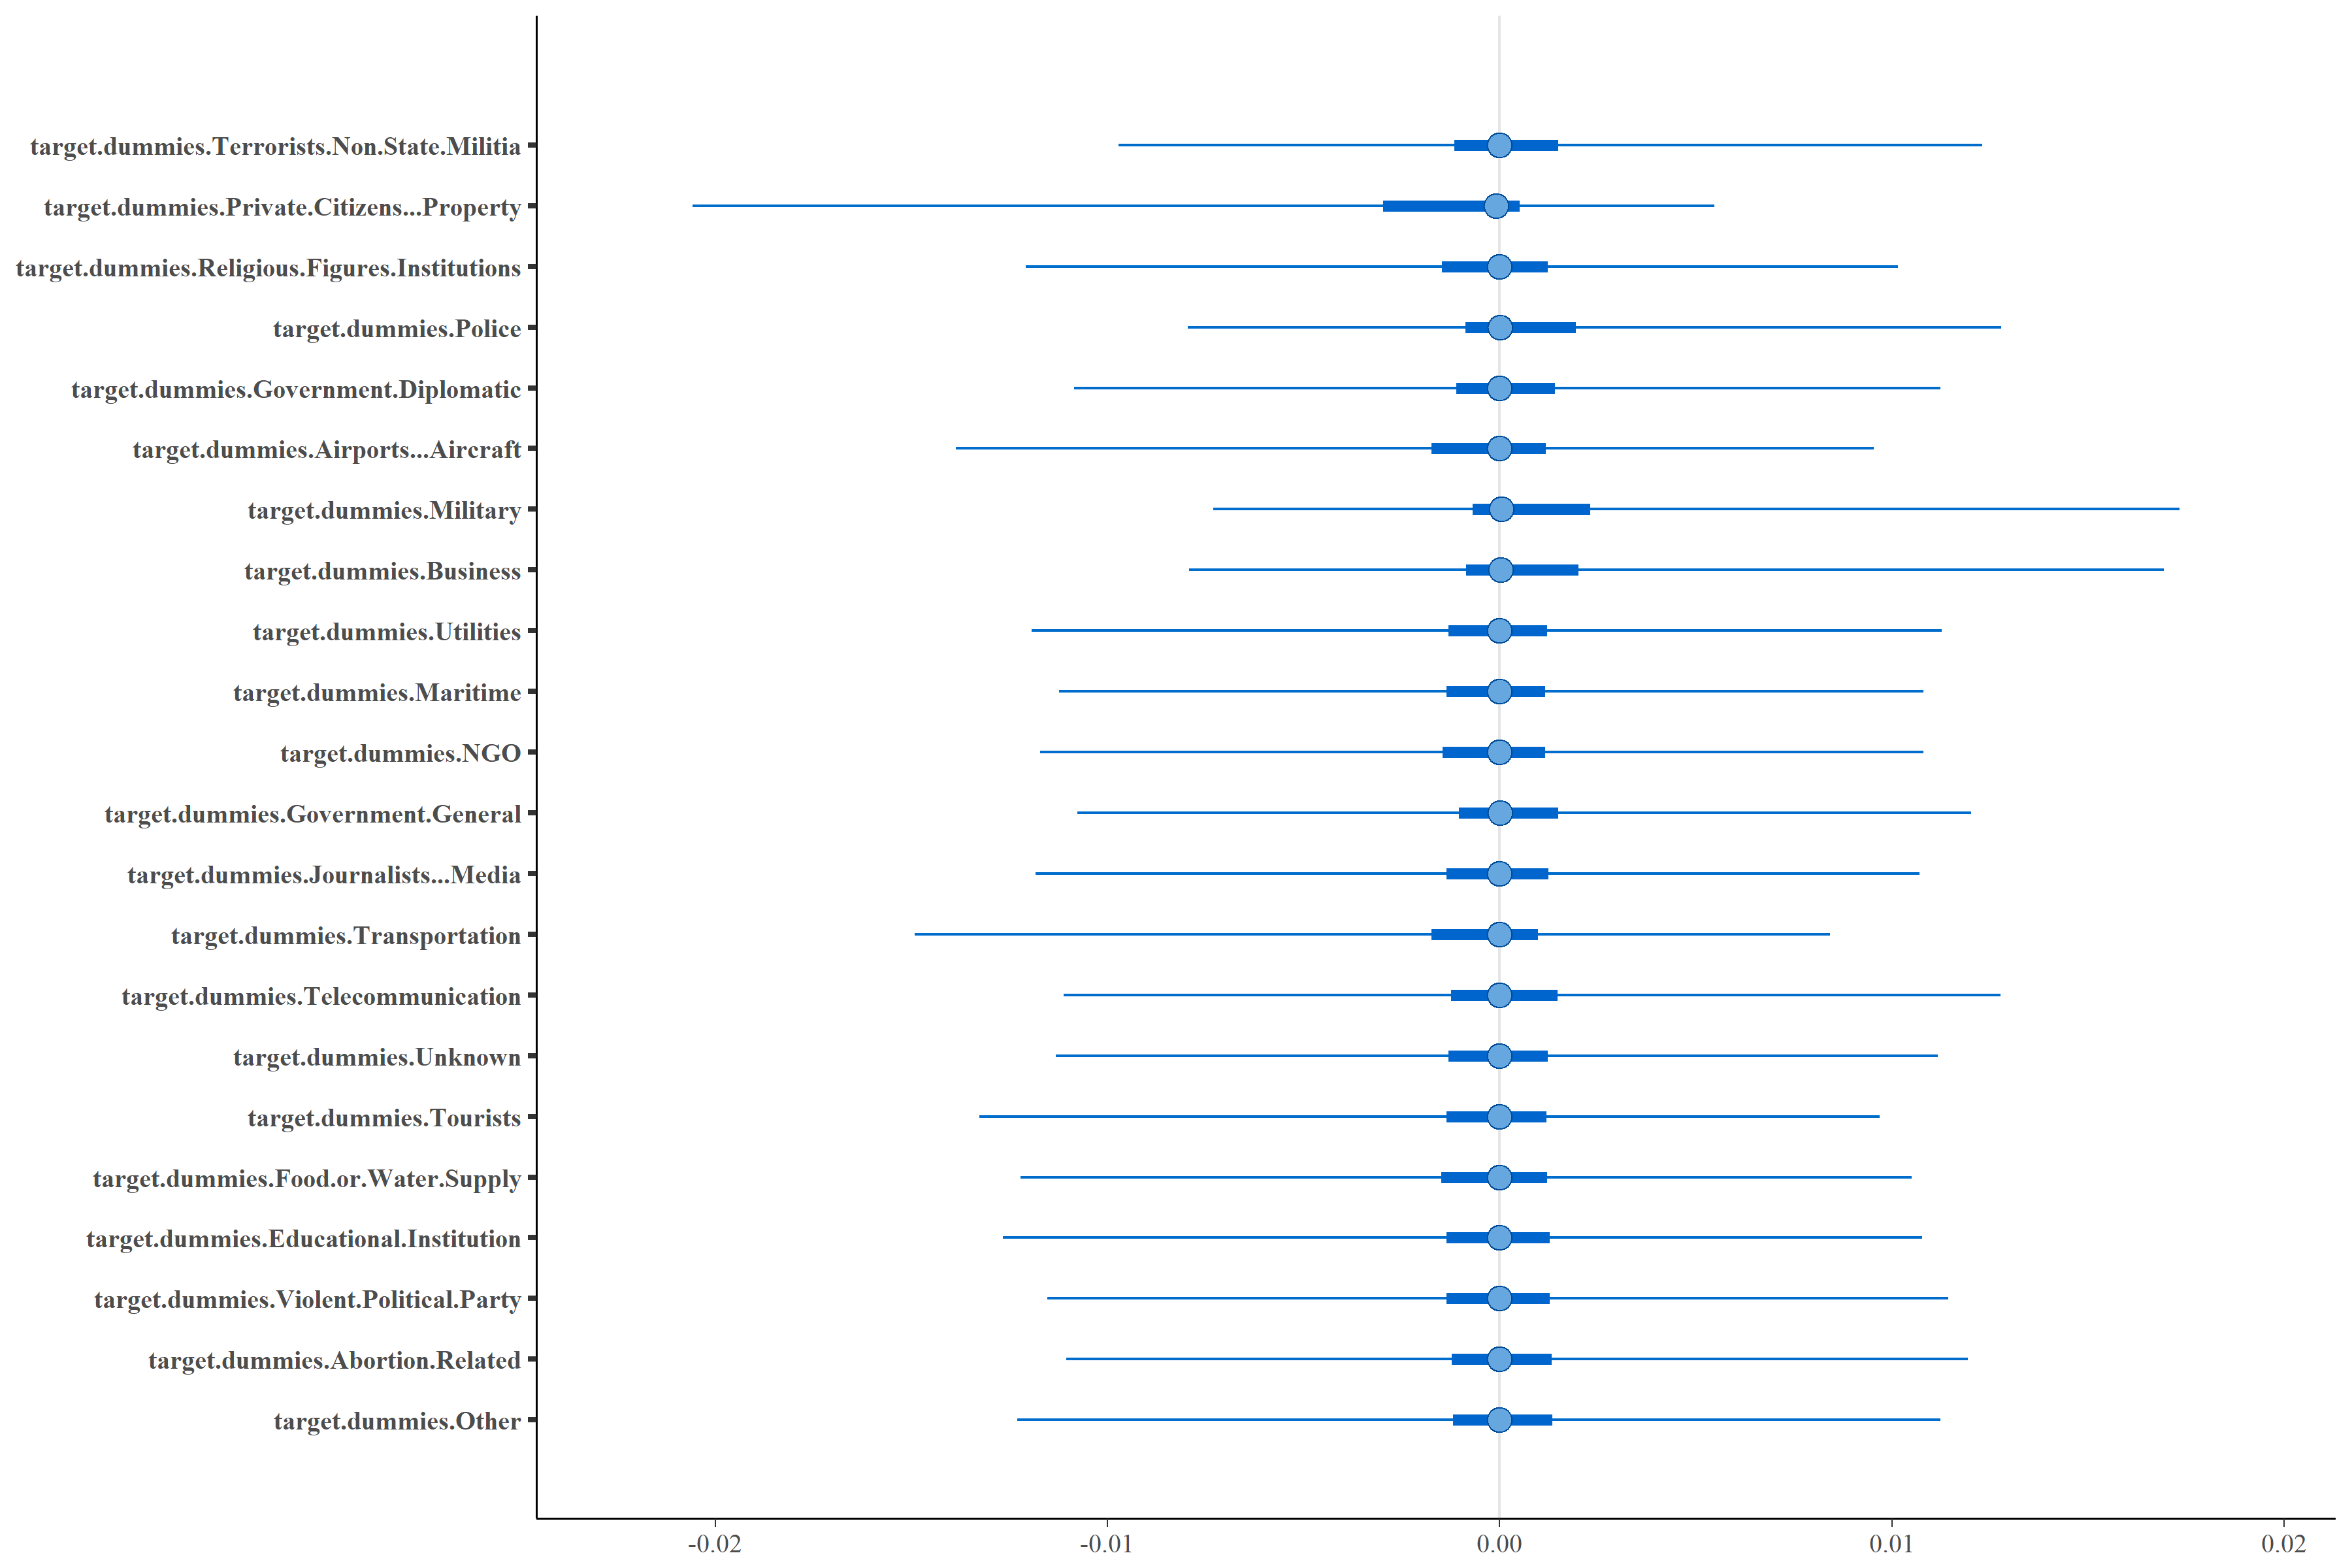 target.dummies.Terrorists.Non.State.Militia
target.dummies.Private.Citizens...Property
target.dummies.Religious.Figures.Institutions
target.dummies.Police
target.dummies.Government.Diplomatic
target.dummies.Airports...Aircraft
target.dummies.Military
target.dummies.Business
target.dummies.Utilities
target.dummies.Maritime
target.dummies.NGO
target.dummies.Government.General
target.dummies.Journalists...Media
target.dummies.Transportation
target.dummies.Telecommunication
target.dummies.Unknown
target.dummies.Tourists
target.dummies.Food.or.Water.Supply
target.dummies.Educational.Institution
target.dummies.Violent.Political.Party
target.dummies.Abortion.Related
target.dummies.Other
-0.02 -0.01 0.00 0.01 0.02